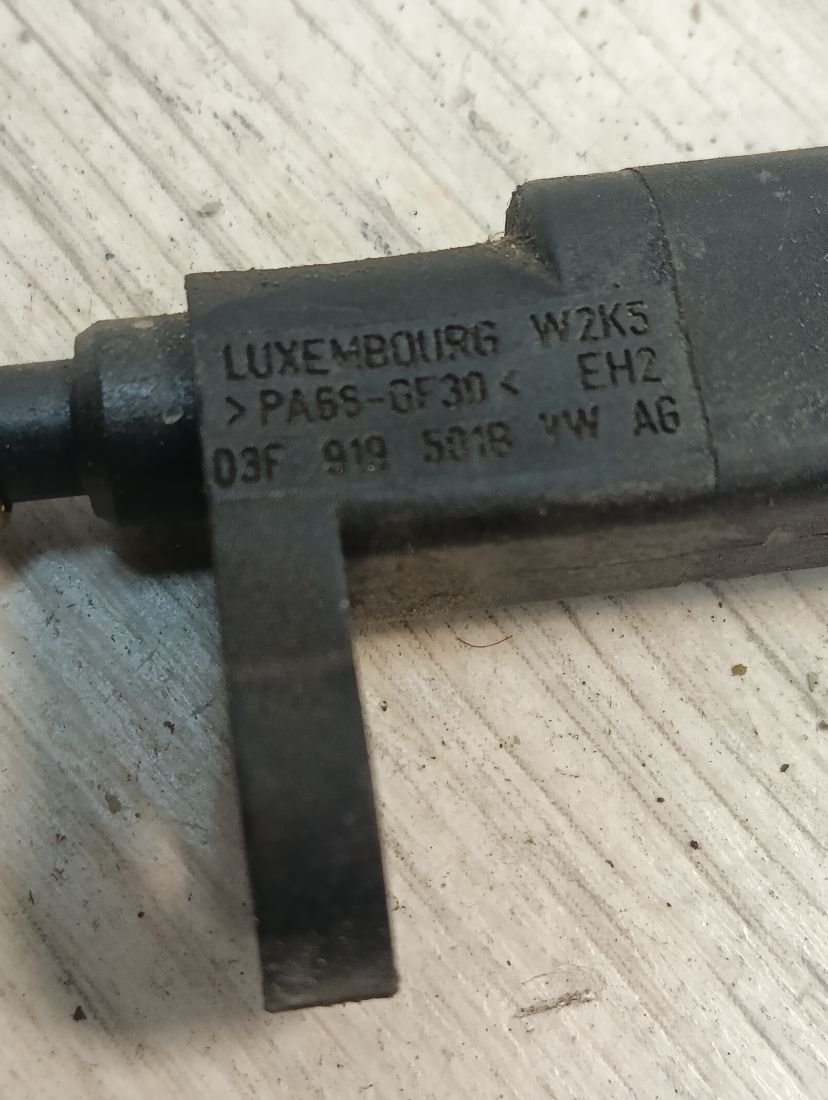 LUXEMBOURG W2K5
>PA66-GF30< EH2
03F 919 501B VW AG